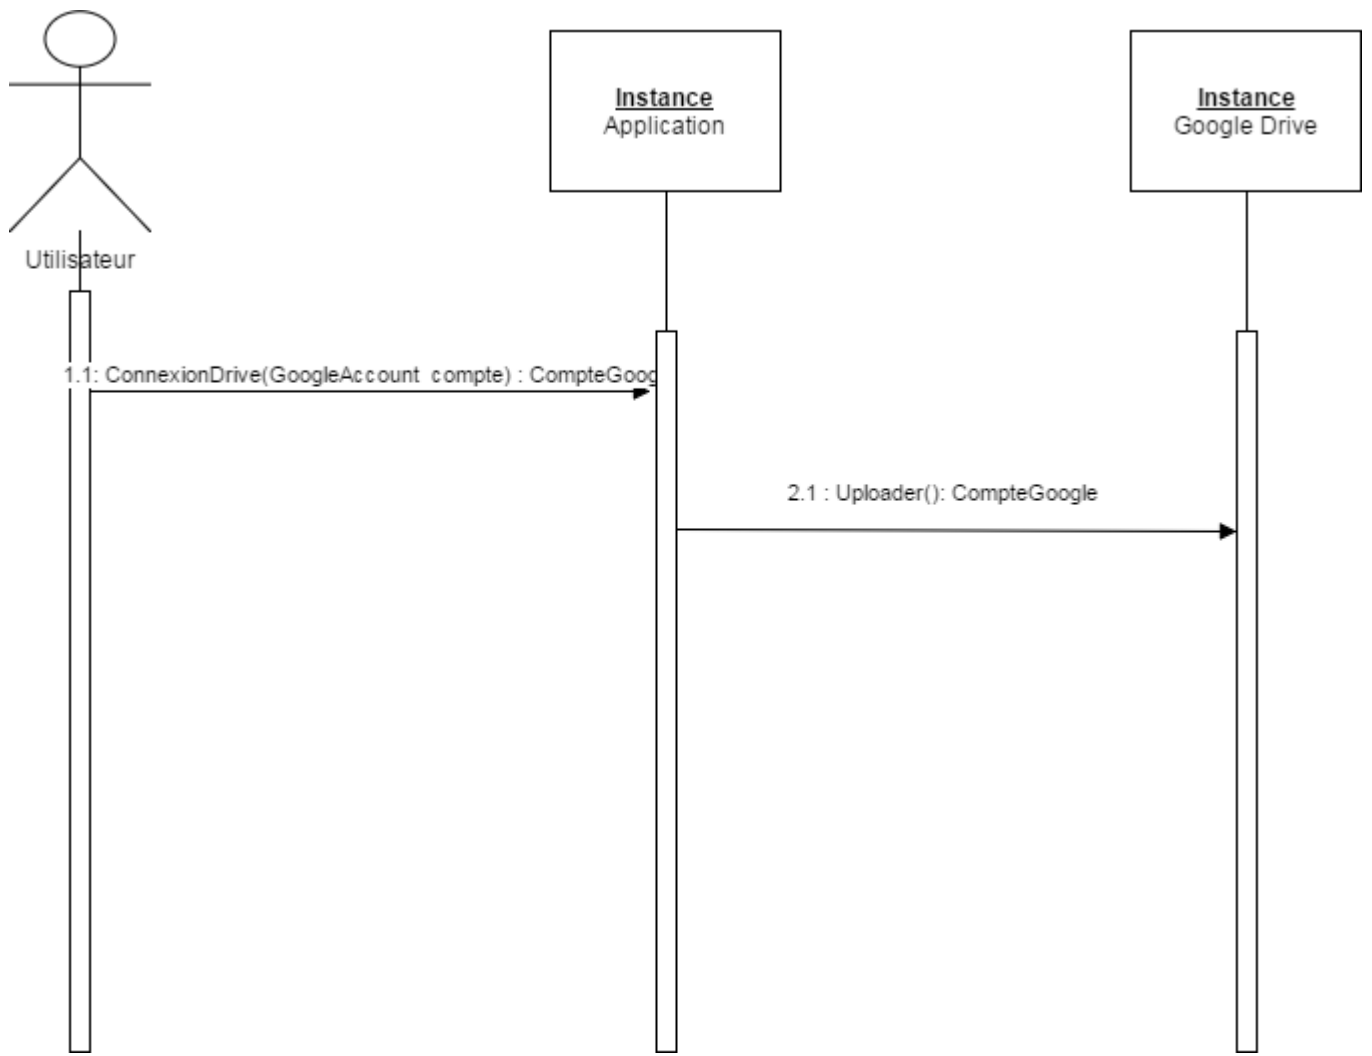 Instance
Application
Instance
Google Drive
Utilisateur
1.1: ConnexionDrive(GoogleAccount compte) : CompteGoog
2.1 : Uploader(): CompteGoogle